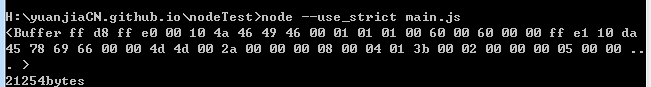 H:\yuanjiaCN.github.io\nodeTest>node --use_strict main.js
<Buffer ff d8 ff e0 00 10 4a 46 49 46 00 01 01 01 00 60 00 60 00 00 ff e1 10 da
45 78 69 66 00 00 4d 4d 00 2a 00 00 00 08 00 04 01 3b 00 02 00 00 00 05 00 00 ..
. >
21254bytes